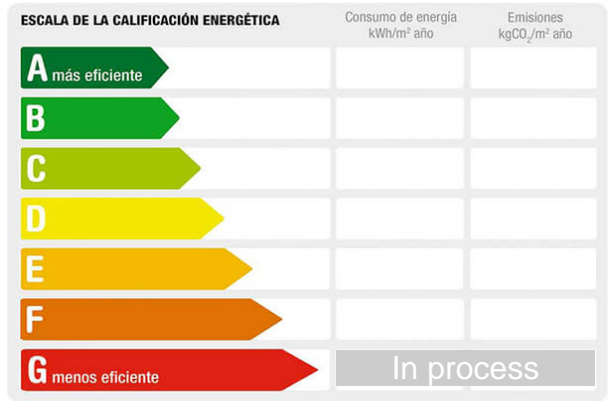 ESCALA DE LA CALIFICACIÓN ENERGÉTICA
Consumo de energía
kWh/m² año
Emisiones
kgCO₂/m² año
A más eficiente
B
C
D
E
F
G menos eficiente
In process